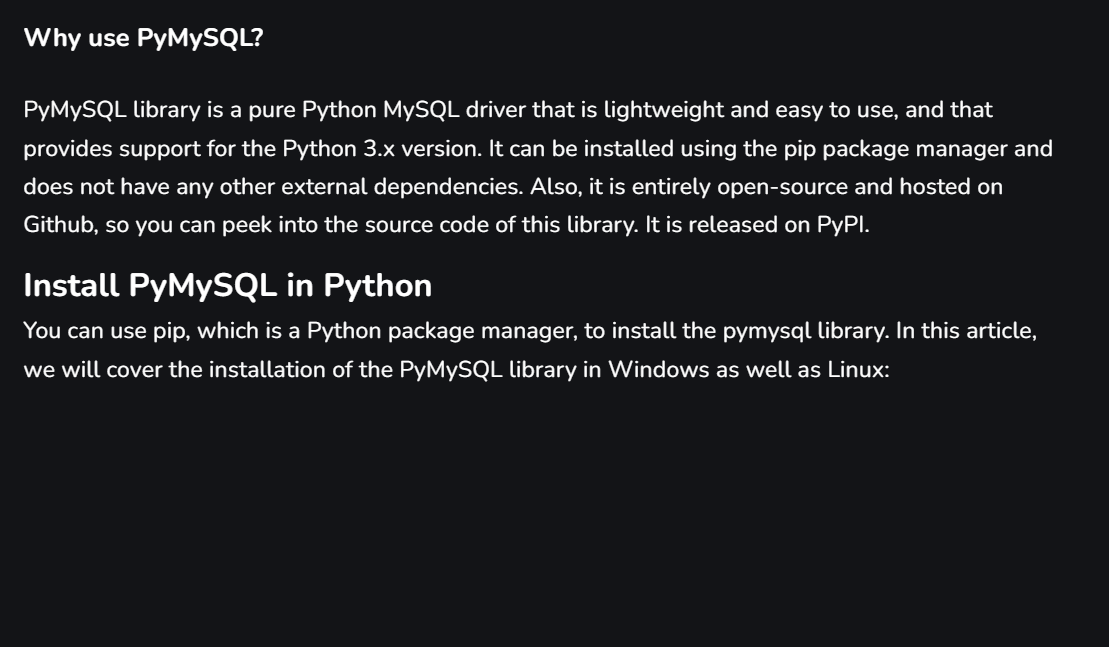 Why use PyMySQL?
PyMySQL library is a pure Python MySQL driver that is lightweight and easy to use, and that
provides support for the Python 3.x version. It can be installed using the pip package manager and
does not have any other external dependencies. Also, it is entirely open-source and hosted on
Github, so you can peek into the source code of this library. It is released on PyPI.
Install PyMySQL in Python
You can use pip, which is a Python package manager, to install the pymysql library. In this article,
we will cover the installation of the PyMySQL library in Windows as well as Linux: